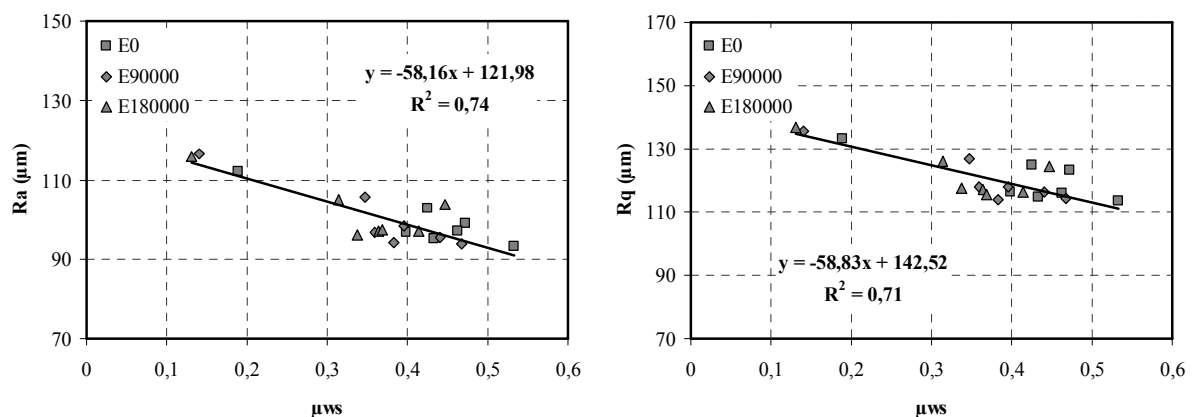 150
130
110
90
70
Ra (µm)
E0
E90000
E180000
y = -58,16x + 121,98
R² = 0,74
0 0,1 0,2 0,3 0,4 0,5 0,6
µws
170
150
130
110
90
70
Rq (µm)
E0
E90000
E180000
y = -58,83x + 142,52
R² = 0,71
0 0,1 0,2 0,3 0,4 0,5 0,6
µws